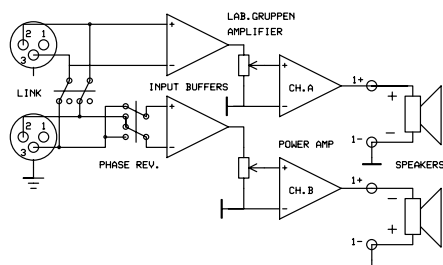 LAB.GRUPPEN
AMPLIFIER
2 1
3
+
-
LINK
INPUT BUFFERS
+
-
CH.A
1+
+
-
1-
2 1
3
+
-
PHASE REV.
POWER AMP
SPEAKERS
+
-
CH.B
1+
-
+
1-